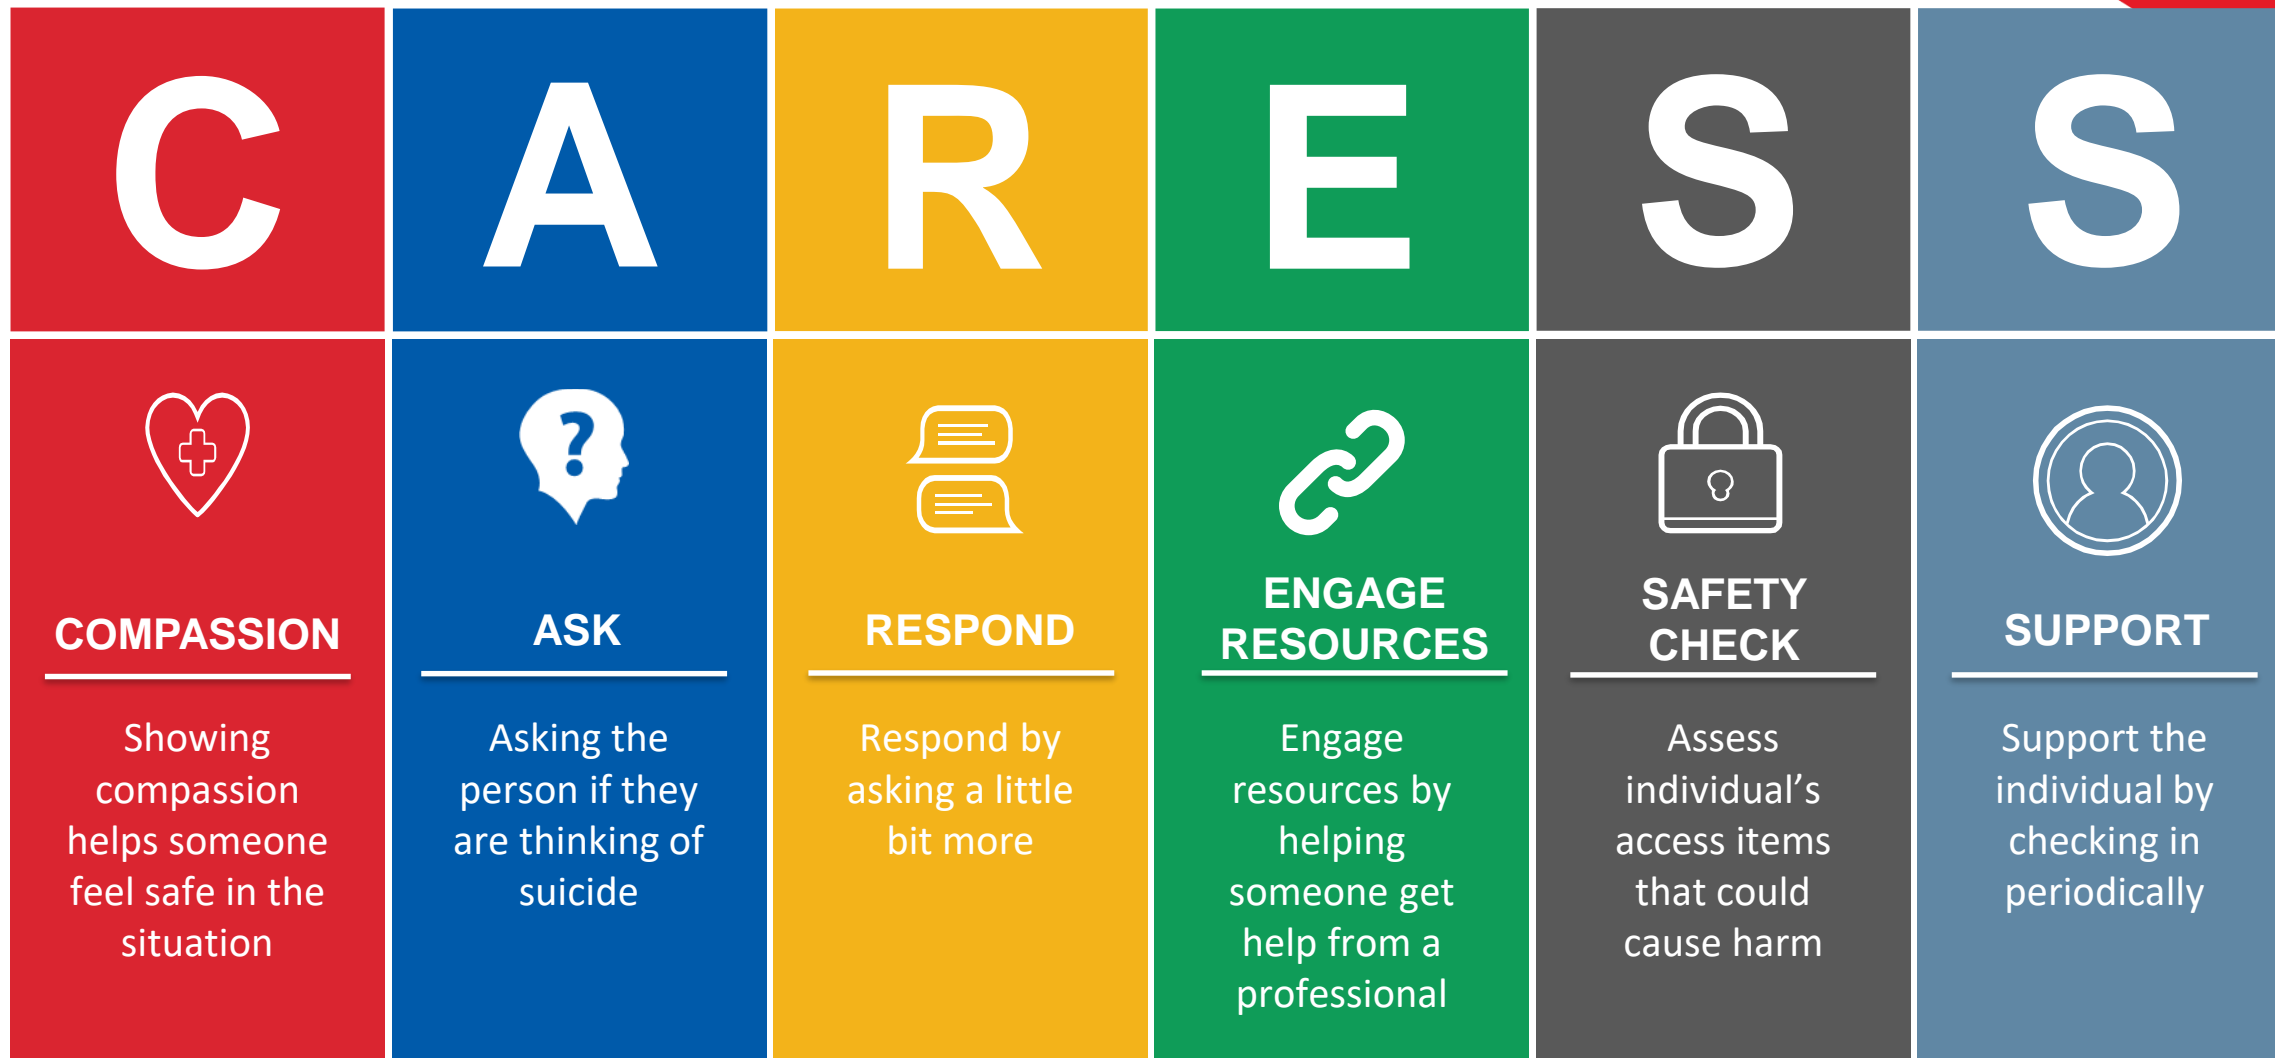 C A R E S S
COMPASSION
Showing
compassion
helps someone
feel safe in the
situation
?
ASK
Asking the
person if they
are thinking of
suicide
RESPOND
Respond by
asking a little
bit more
ENGAGE
RESOURCES
Engage
resources by
helping
someone get
help from a
professional
SAFETY
CHECK
Assess
individual’s
access items
that could
cause harm
SUPPORT
Support the
individual by
checking in
periodically